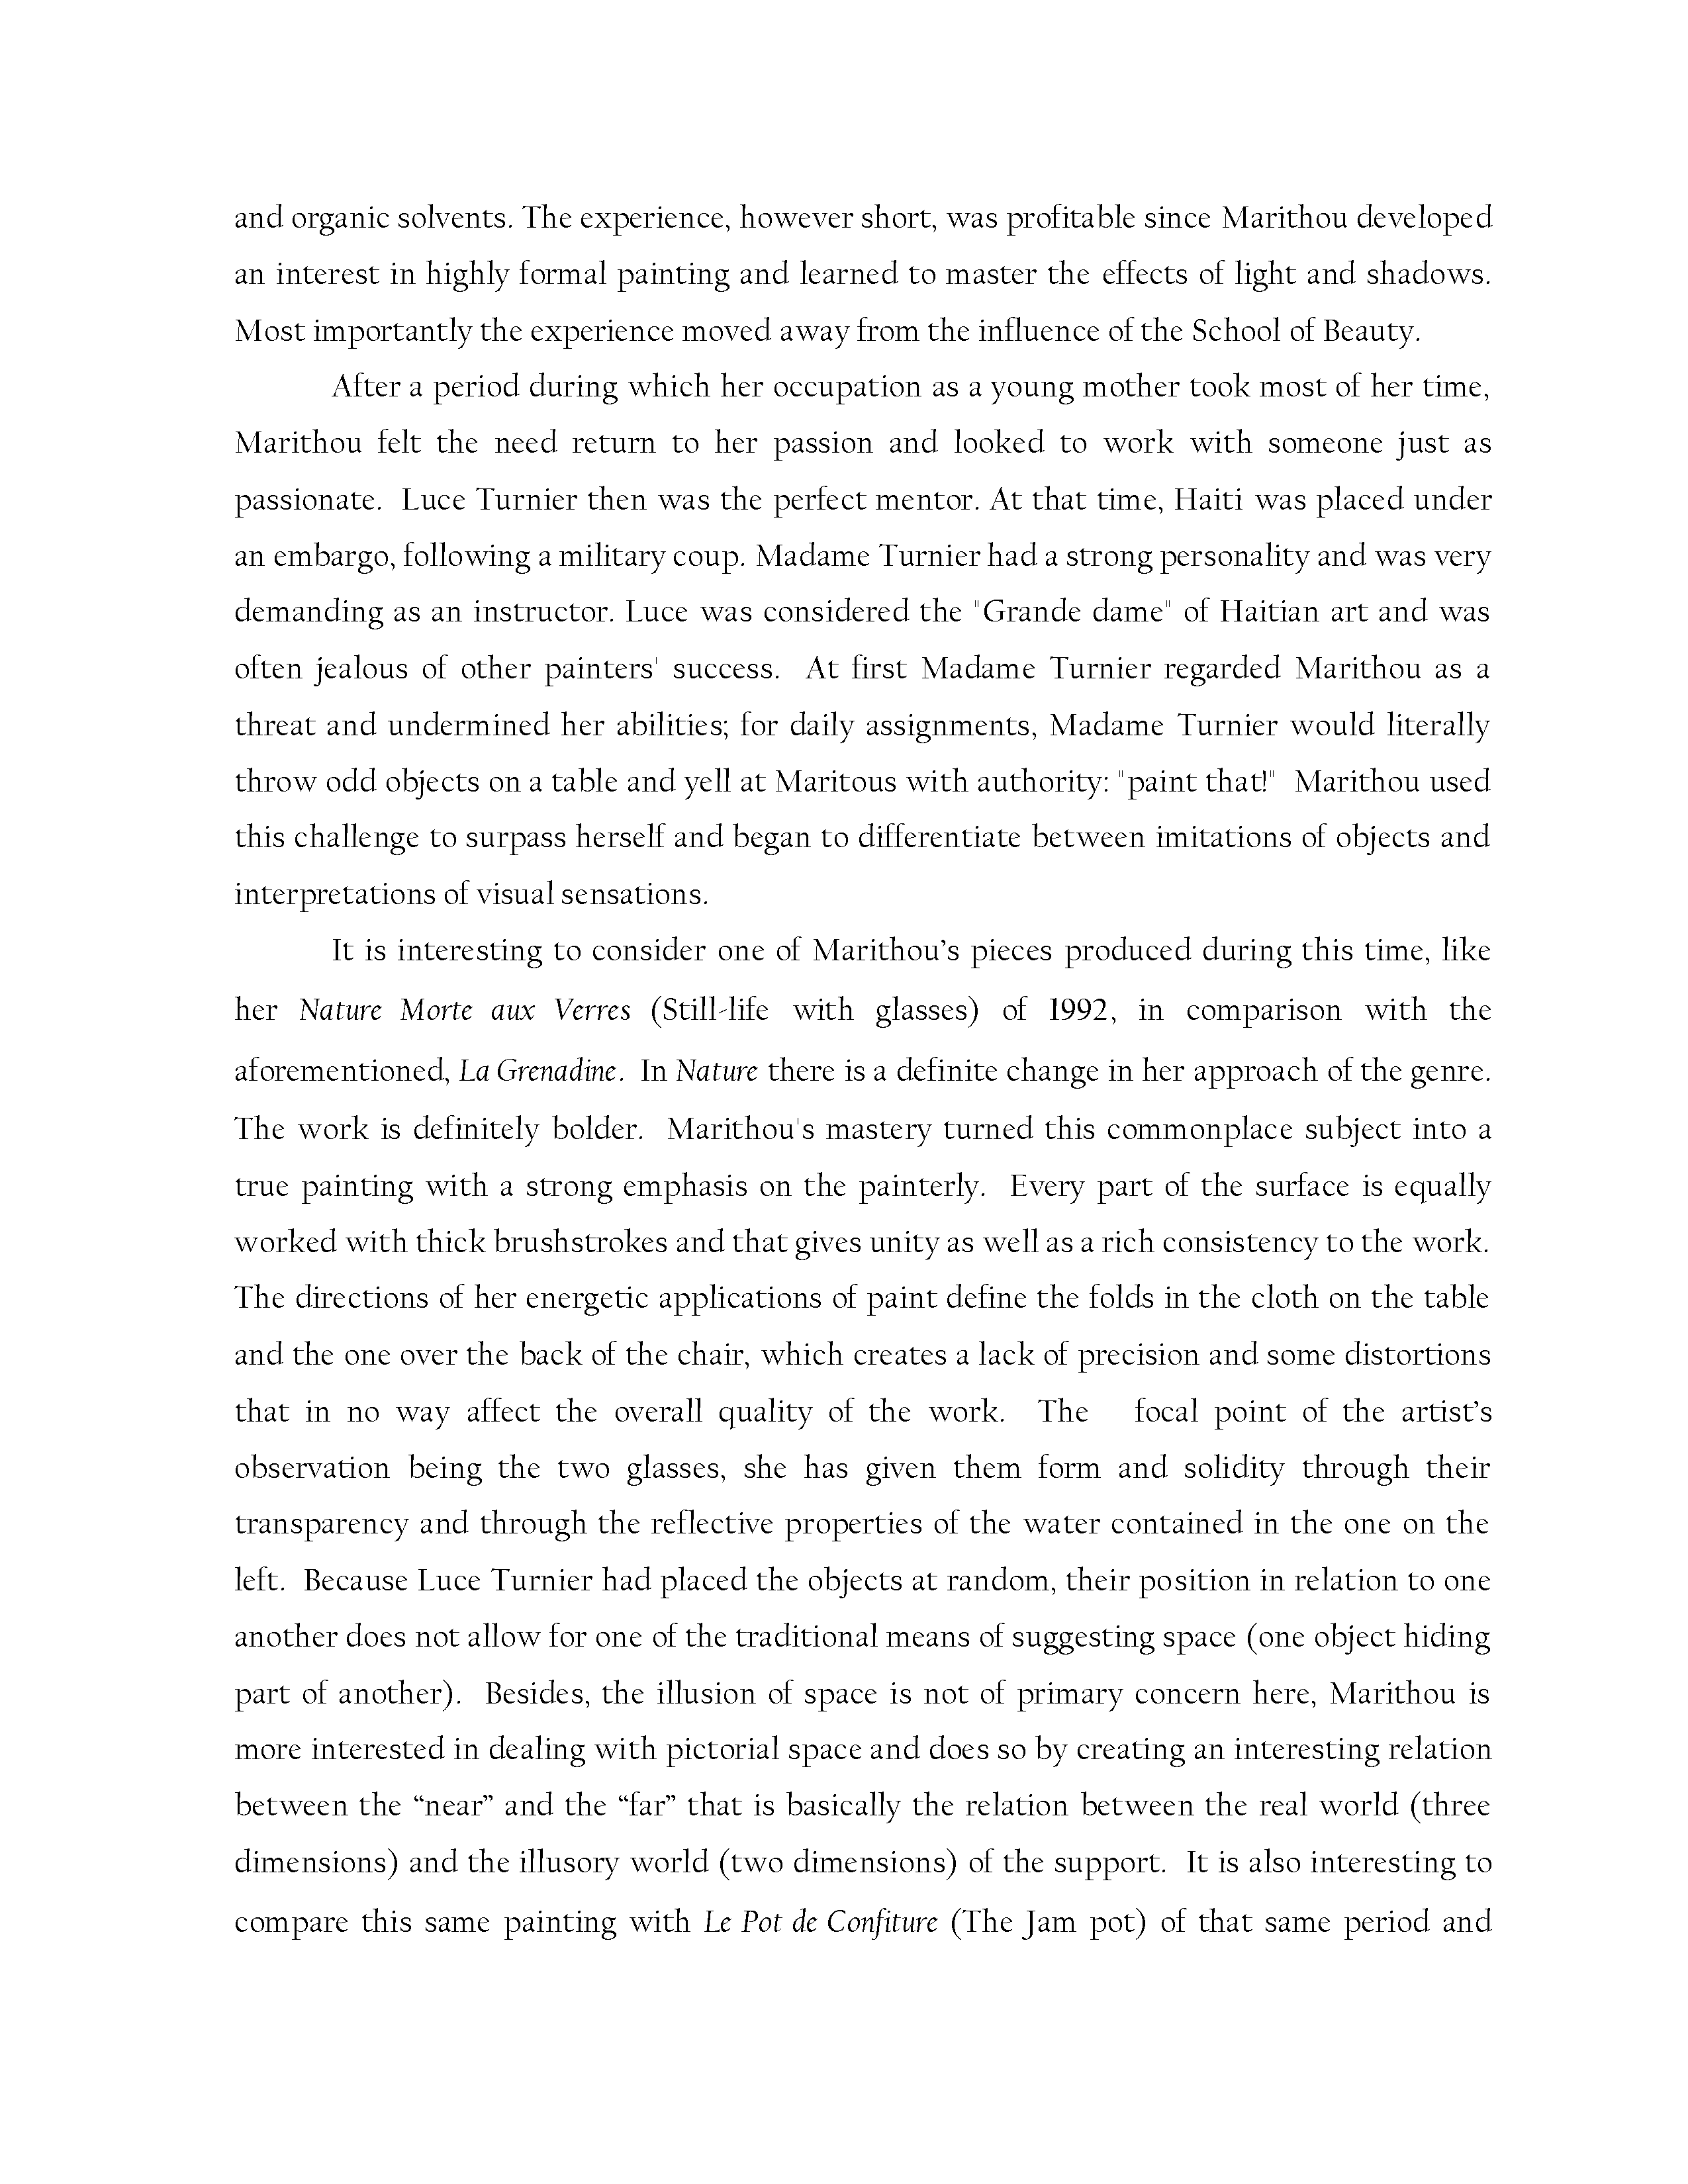 and organic solvents. The experience, however short, was profitable since Marithou developed
an interest in highly formal painting and learned to master the effects of light and shadows.
Most importantly the experience moved away from the influence of the School of Beauty.
After a period during which her occupation as a young mother took most of her time,
Marithou felt the need return to her passion and looked to work with someone just as
passionate.  Luce Turnier then was the perfect mentor. At that time, Haiti was placed under
an embargo, following a military coup. Madame Turnier had a strong personality and was very
demanding as an instructor. Luce was considered the "Grande dame" of Haitian art and was
often jealous of other painters' success.  At first Madame Turnier regarded Marithou as a
threat and undermined her abilities; for daily assignments, Madame Turnier would literally
throw odd objects on a table and yell at Maritous with authority: "paint that!"  Marithou used
this challenge to surpass herself and began to differentiate between imitations of objects and
interpretations of visual sensations.
It is interesting to consider one of Marithou’s pieces produced during this time, like
her Nature Morte aux Verres (Still-life with glasses) of 1992, in comparison with the
aforementioned, La Grenadine.  In Nature there is a definite change in her approach of the genre.
The work is definitely bolder.  Marithou's mastery turned this commonplace subject into a
true painting with a strong emphasis on the painterly.  Every part of the surface is equally
worked with thick brushstrokes and that gives unity as well as a rich consistency to the work.
The directions of her energetic applications of paint define the folds in the cloth on the table
and the one over the back of the chair, which creates a lack of precision and some distortions
that in no way affect the overall quality of the work.  The   focal point of the artist’s
observation being the two glasses, she has given them form and solidity through their
transparency and through the reflective properties of the water contained in the one on the
left.  Because Luce Turnier had placed the objects at random, their position in relation to one
another does not allow for one of the traditional means of suggesting space (one object hiding
part of another).  Besides, the illusion of space is not of primary concern here, Marithou is
more interested in dealing with pictorial space and does so by creating an interesting relation
between the “near” and the “far” that is basically the relation between the real world (three
dimensions) and the illusory world (two dimensions) of the support.  It is also interesting to
compare this same painting with Le Pot de Confiture (The Jam pot) of that same period and